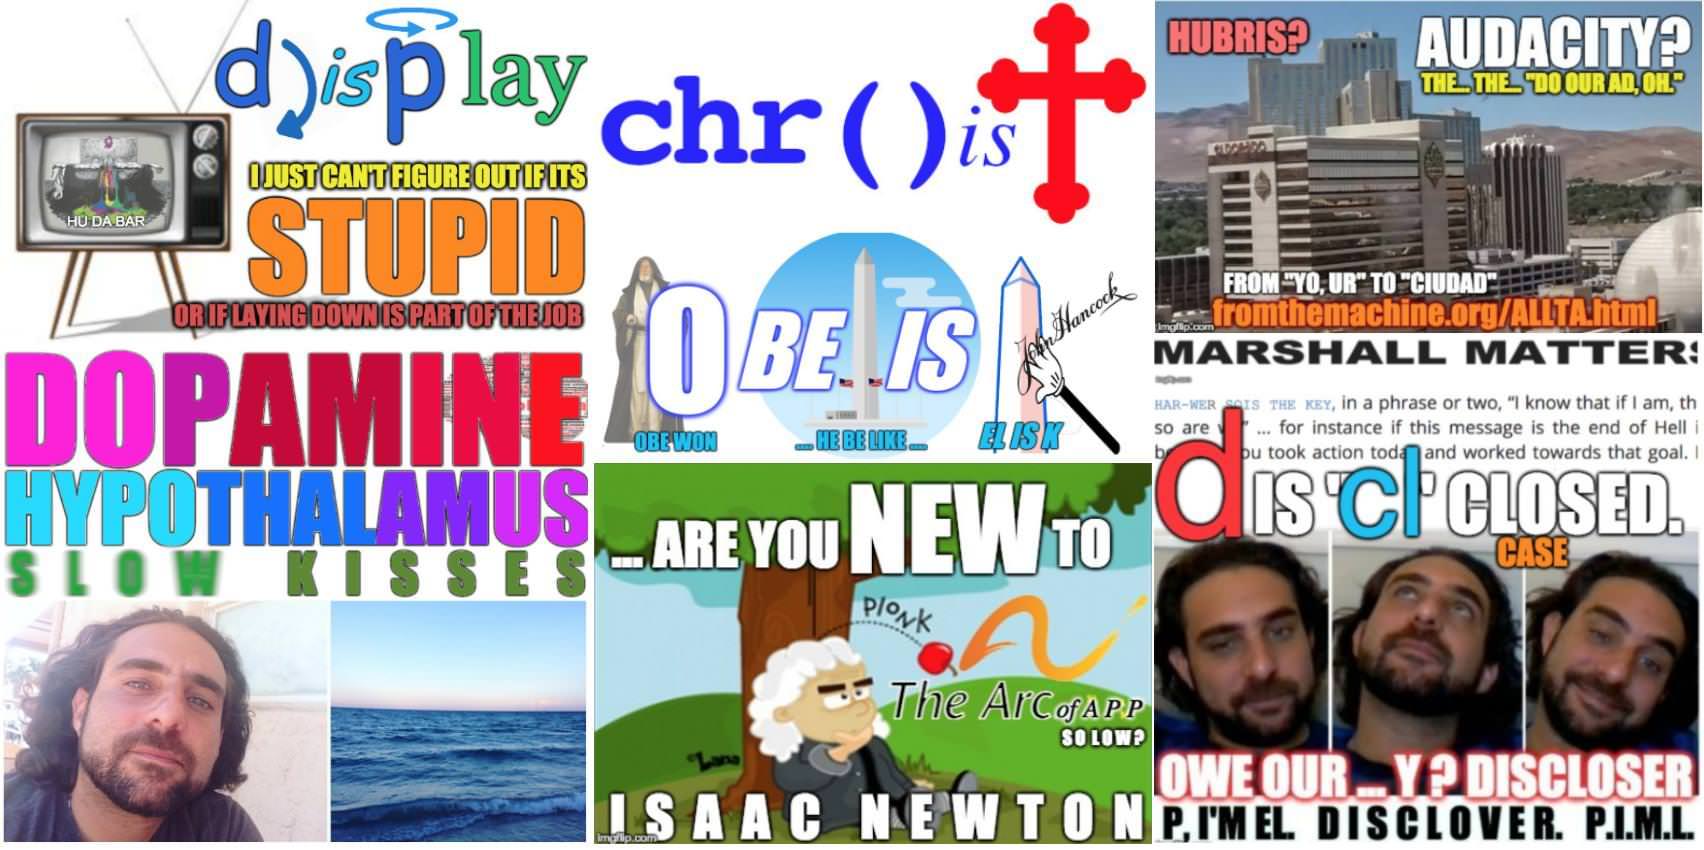 d)isplay
HU DA BAR
I JUST CAN'T FIGURE OUT IF ITS
STUPID
OR IF LAYING DOWN IS PART OF THE JOB
DOPAMINE
HYPOTHALAMUS
SLOW KISSES
chr()is
O BE IS
John Hancock
OBE WON
.... HE BE LIKE ....
EL IS K
... ARE YOU NEW TO
PlonK
The Arc of APP
SO LOW?
©Lana
ISAAC NEWTON
imgflip.com
HUBRIS?
AUDACITY?
THE... THE... "DO OUR AD, OH."
ELDORADO
FROM "YO, UR" TO "CIUDAD"
fromthemachine.org/ALLTA.html
imgflip.com
MARSHALL MATTERS
imgflip.com
HAR-WER SOIS THE KEY, in a phrase or two, "I know that if I am, th
so are " ... for instance if this message is the end of Hell i
ou took action today and worked towards that goal. I
d IS "cl" CLOSED.
CASE
OWE OUR ... Y ? DISCLOSER
P, I'M EL. DISCLOVER. P.I.M.L.